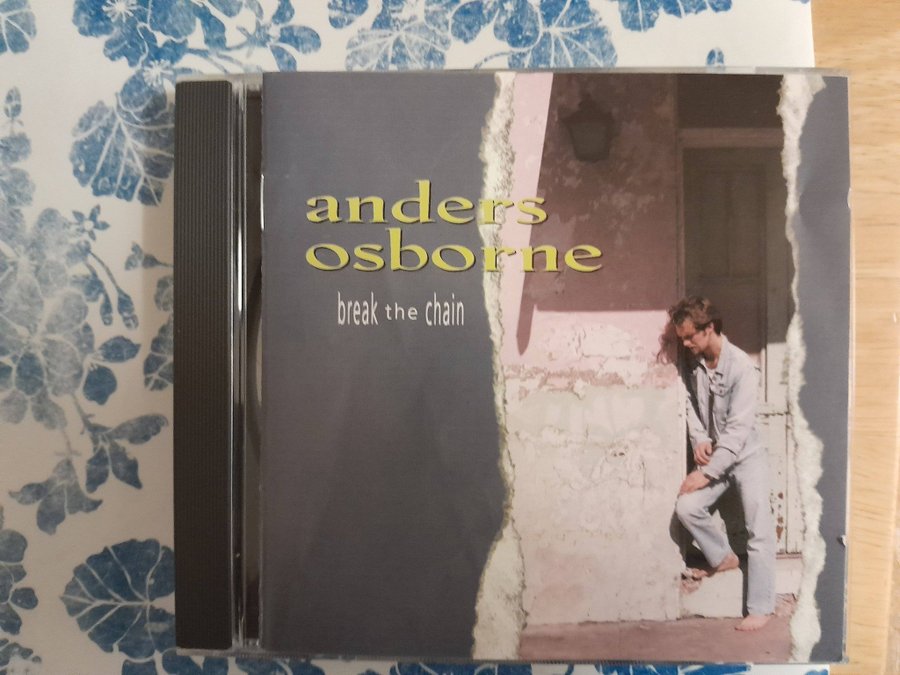 anders
osborne
break the chain